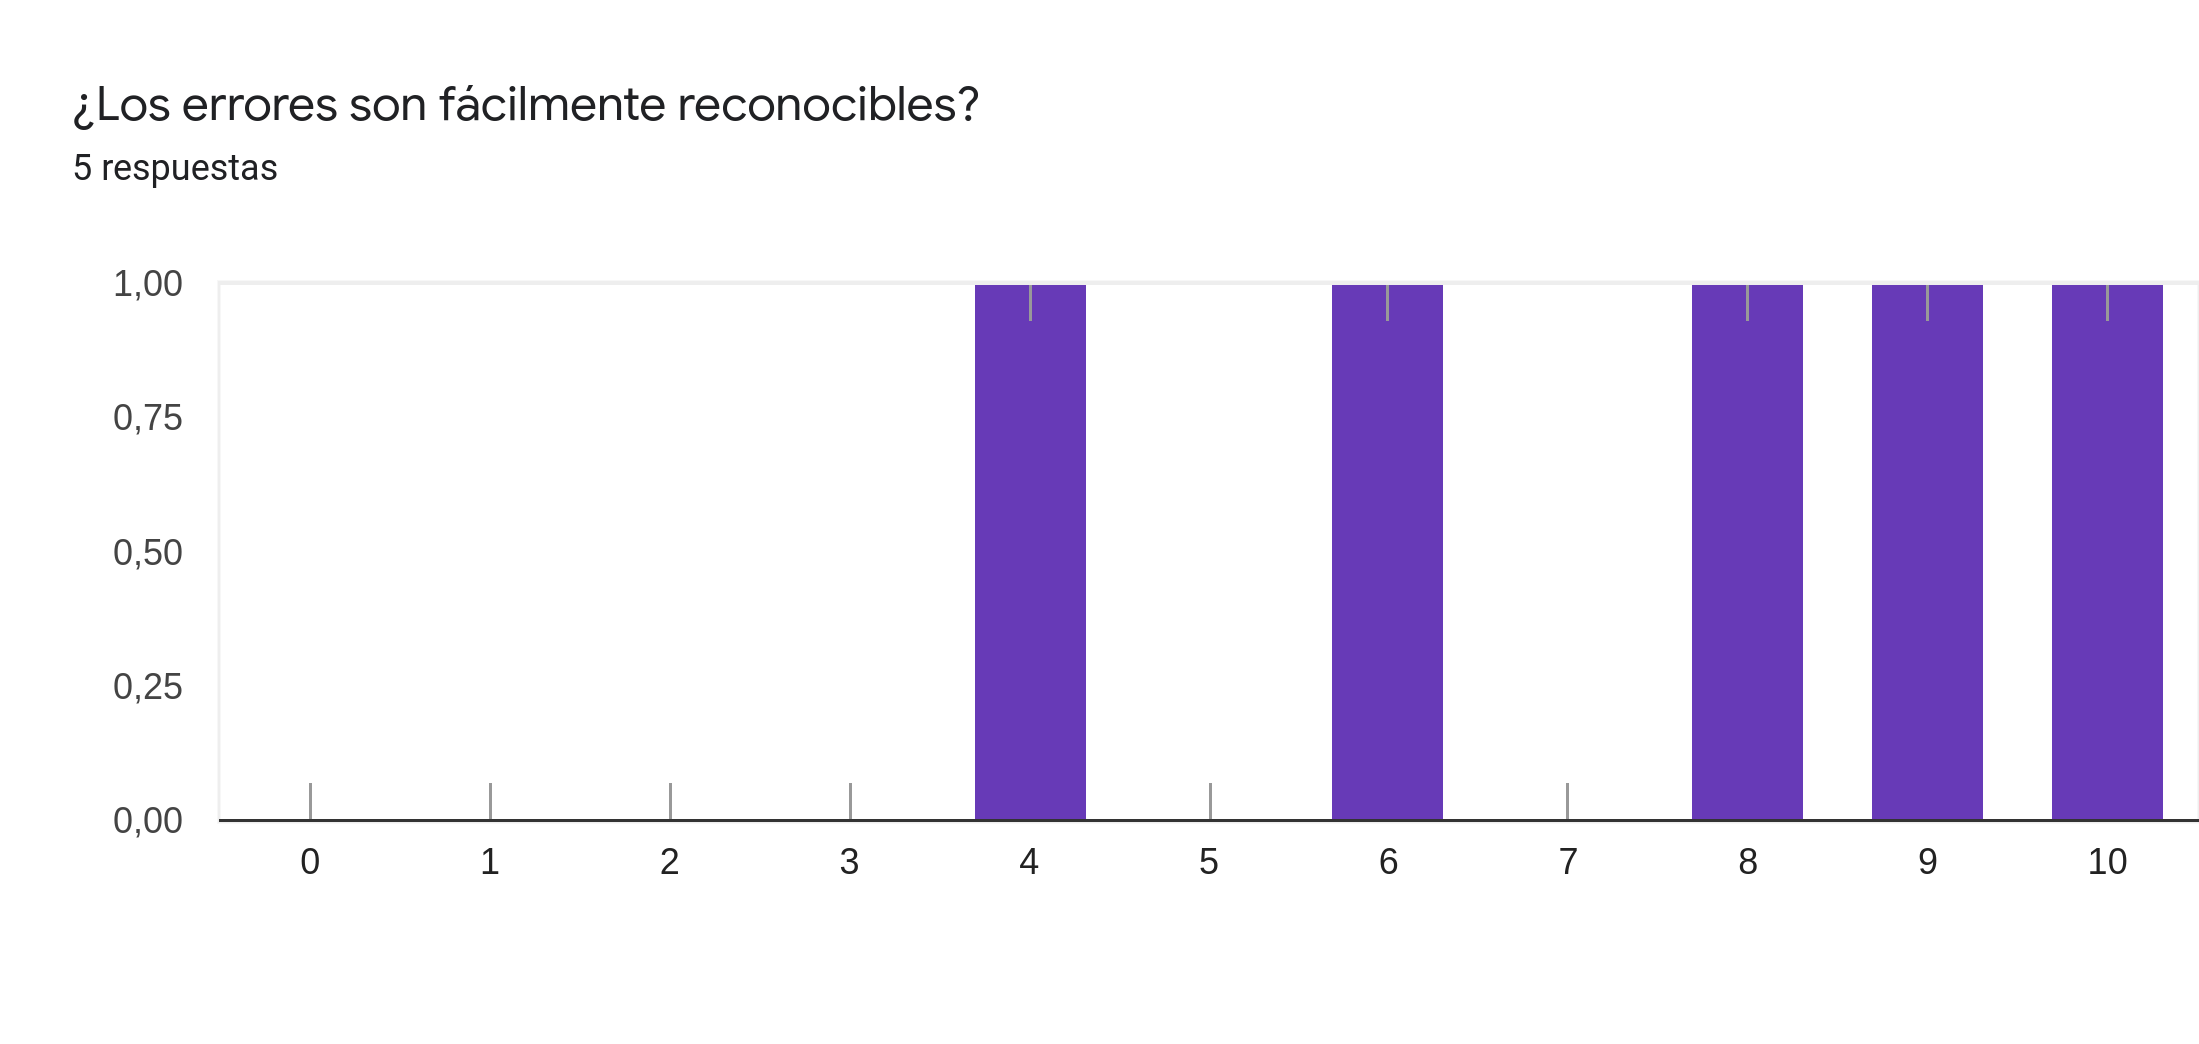 ¿Los errores son fácilmente reconocibles?
5 respuestas
1,00
0,75
0,50
0,25
0,00
0 1 2 3 4 5 6 7 8 9 10